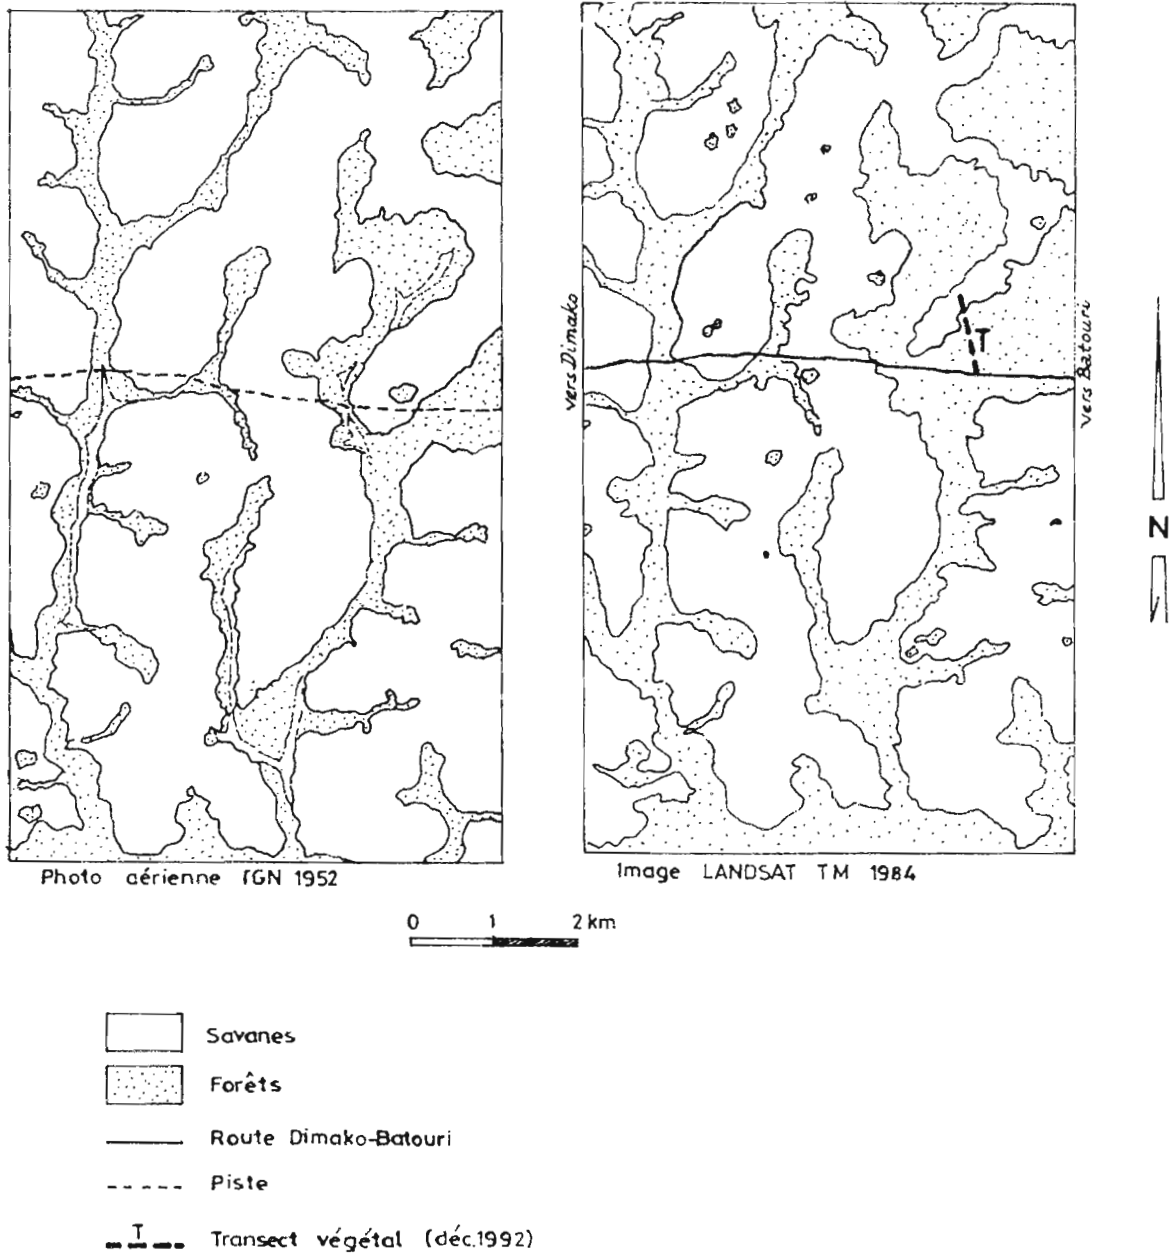 vers Dimako
vers Batouri
T
N
Photo aérienne IGN 1952
Image LANDSAT TM 1984
0 1 2 km
Savanes
Forêts
Route Dimako-Batouri
Piste
T
Transect végétal (déc.1992)